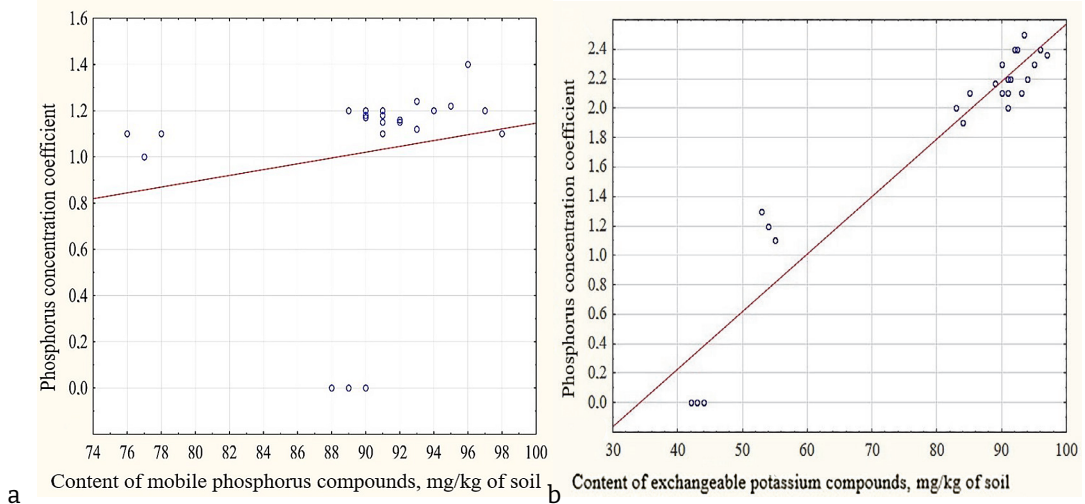 1.6
1.4
1.2
1.0
0.8
0.6
0.4
0.2
0.0
Phosphorus concentration coefficient
74 76 78 80 82 84 86 88 90 92 94 96 98 100
Content of mobile phosphorus compounds, mg/kg of soil
a
2.4
2.2
2.0
1.8
1.6
1.4
1.2
1.0
0.8
0.6
0.4
0.2
0.0
Phosphorus concentration coefficient
30 40 50 60 70 80 90 100
Content of exchangeable potassium compounds, mg/kg of soil
b